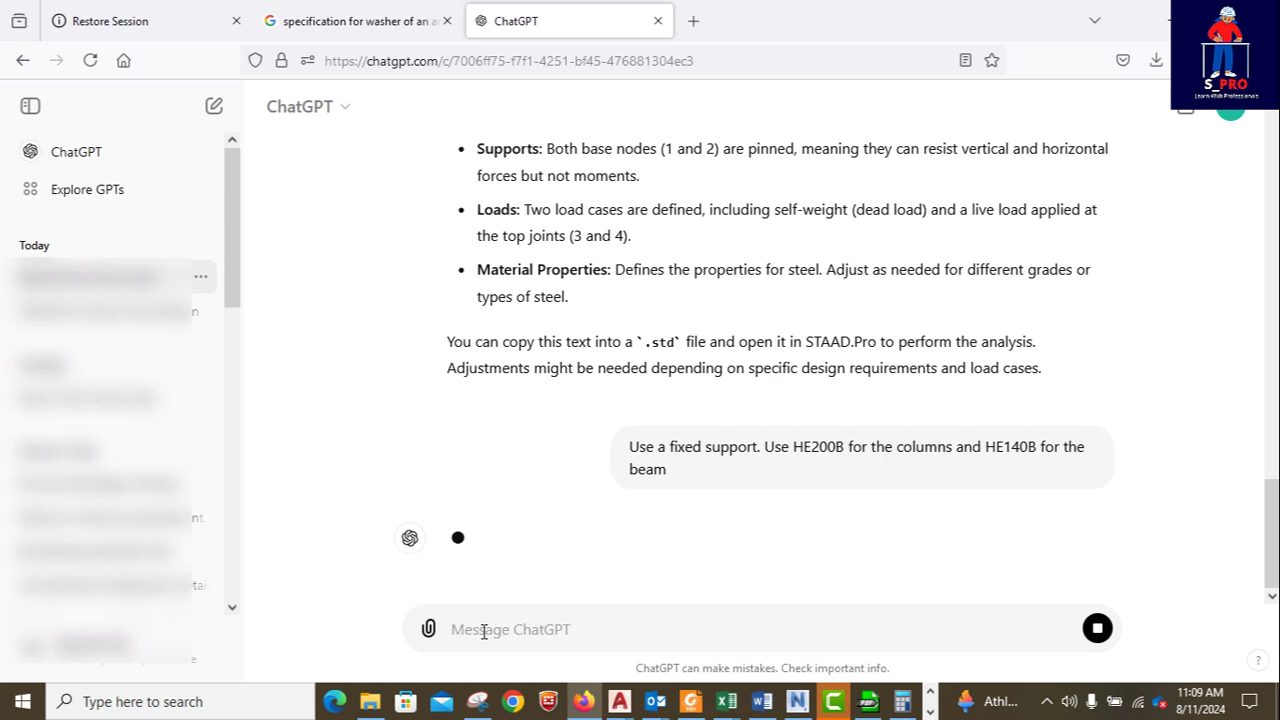 Restore Session
specification for washer of an a
ChatGPT
S_PRO
Learn With Professionals
https://chatgpt.com/c/7006ff75-f7f1-4251-bf45-476881304ec3
ChatGPT
ChatGPT
Explore GPTs
Today
• Supports: Both base nodes (1 and 2) are pinned, meaning they can resist vertical and horizontal
forces but not moments.
• Loads: Two load cases are defined, including self-weight (dead load) and a live load applied at
the top joints (3 and 4).
• Material Properties: Defines the properties for steel. Adjust as needed for different grades or
types of steel.
You can copy this text into a `.std` file and open it in STAAD.Pro to perform the analysis.
Adjustments might be needed depending on specific design requirements and load cases.
Use a fixed support. Use HE200B for the columns and HE140B for the
beam
Message ChatGPT
ChatGPT can make mistakes. Check important info.
?
Type here to search
Athl...
11:09 AM
8/11/2024